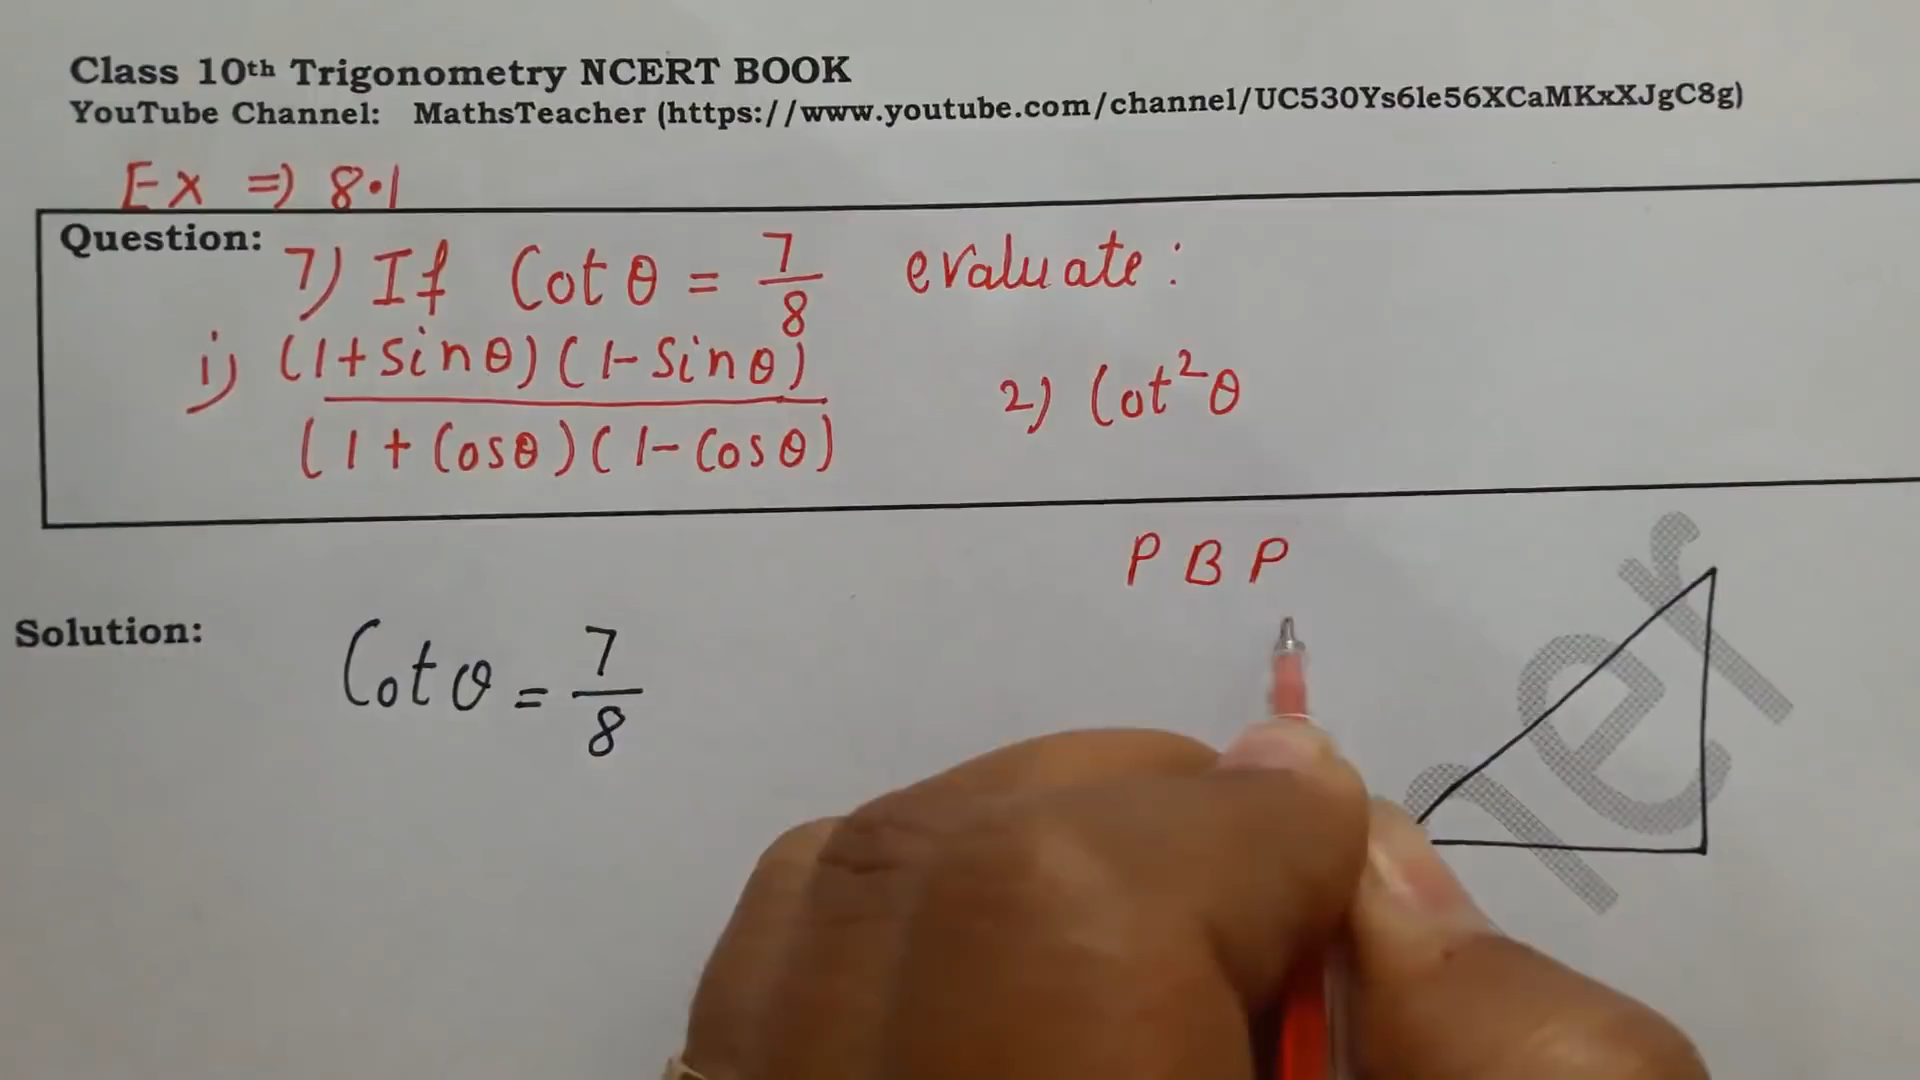 Class 10th Trigonometry NCERT BOOK
YouTube Channel: MathsTeacher (https://www.youtube.com/channel/UC530Ys6le56XCaMKxXJgC8g)
Ex => 8.1
Question: 7) If Cot θ = 7/8 evaluate:
i) (1+sinθ)(1-Sinθ) / (1+Cosθ)(1-Cosθ) 2) Cot²θ
P B P
Solution: Cot θ = 7/8
er